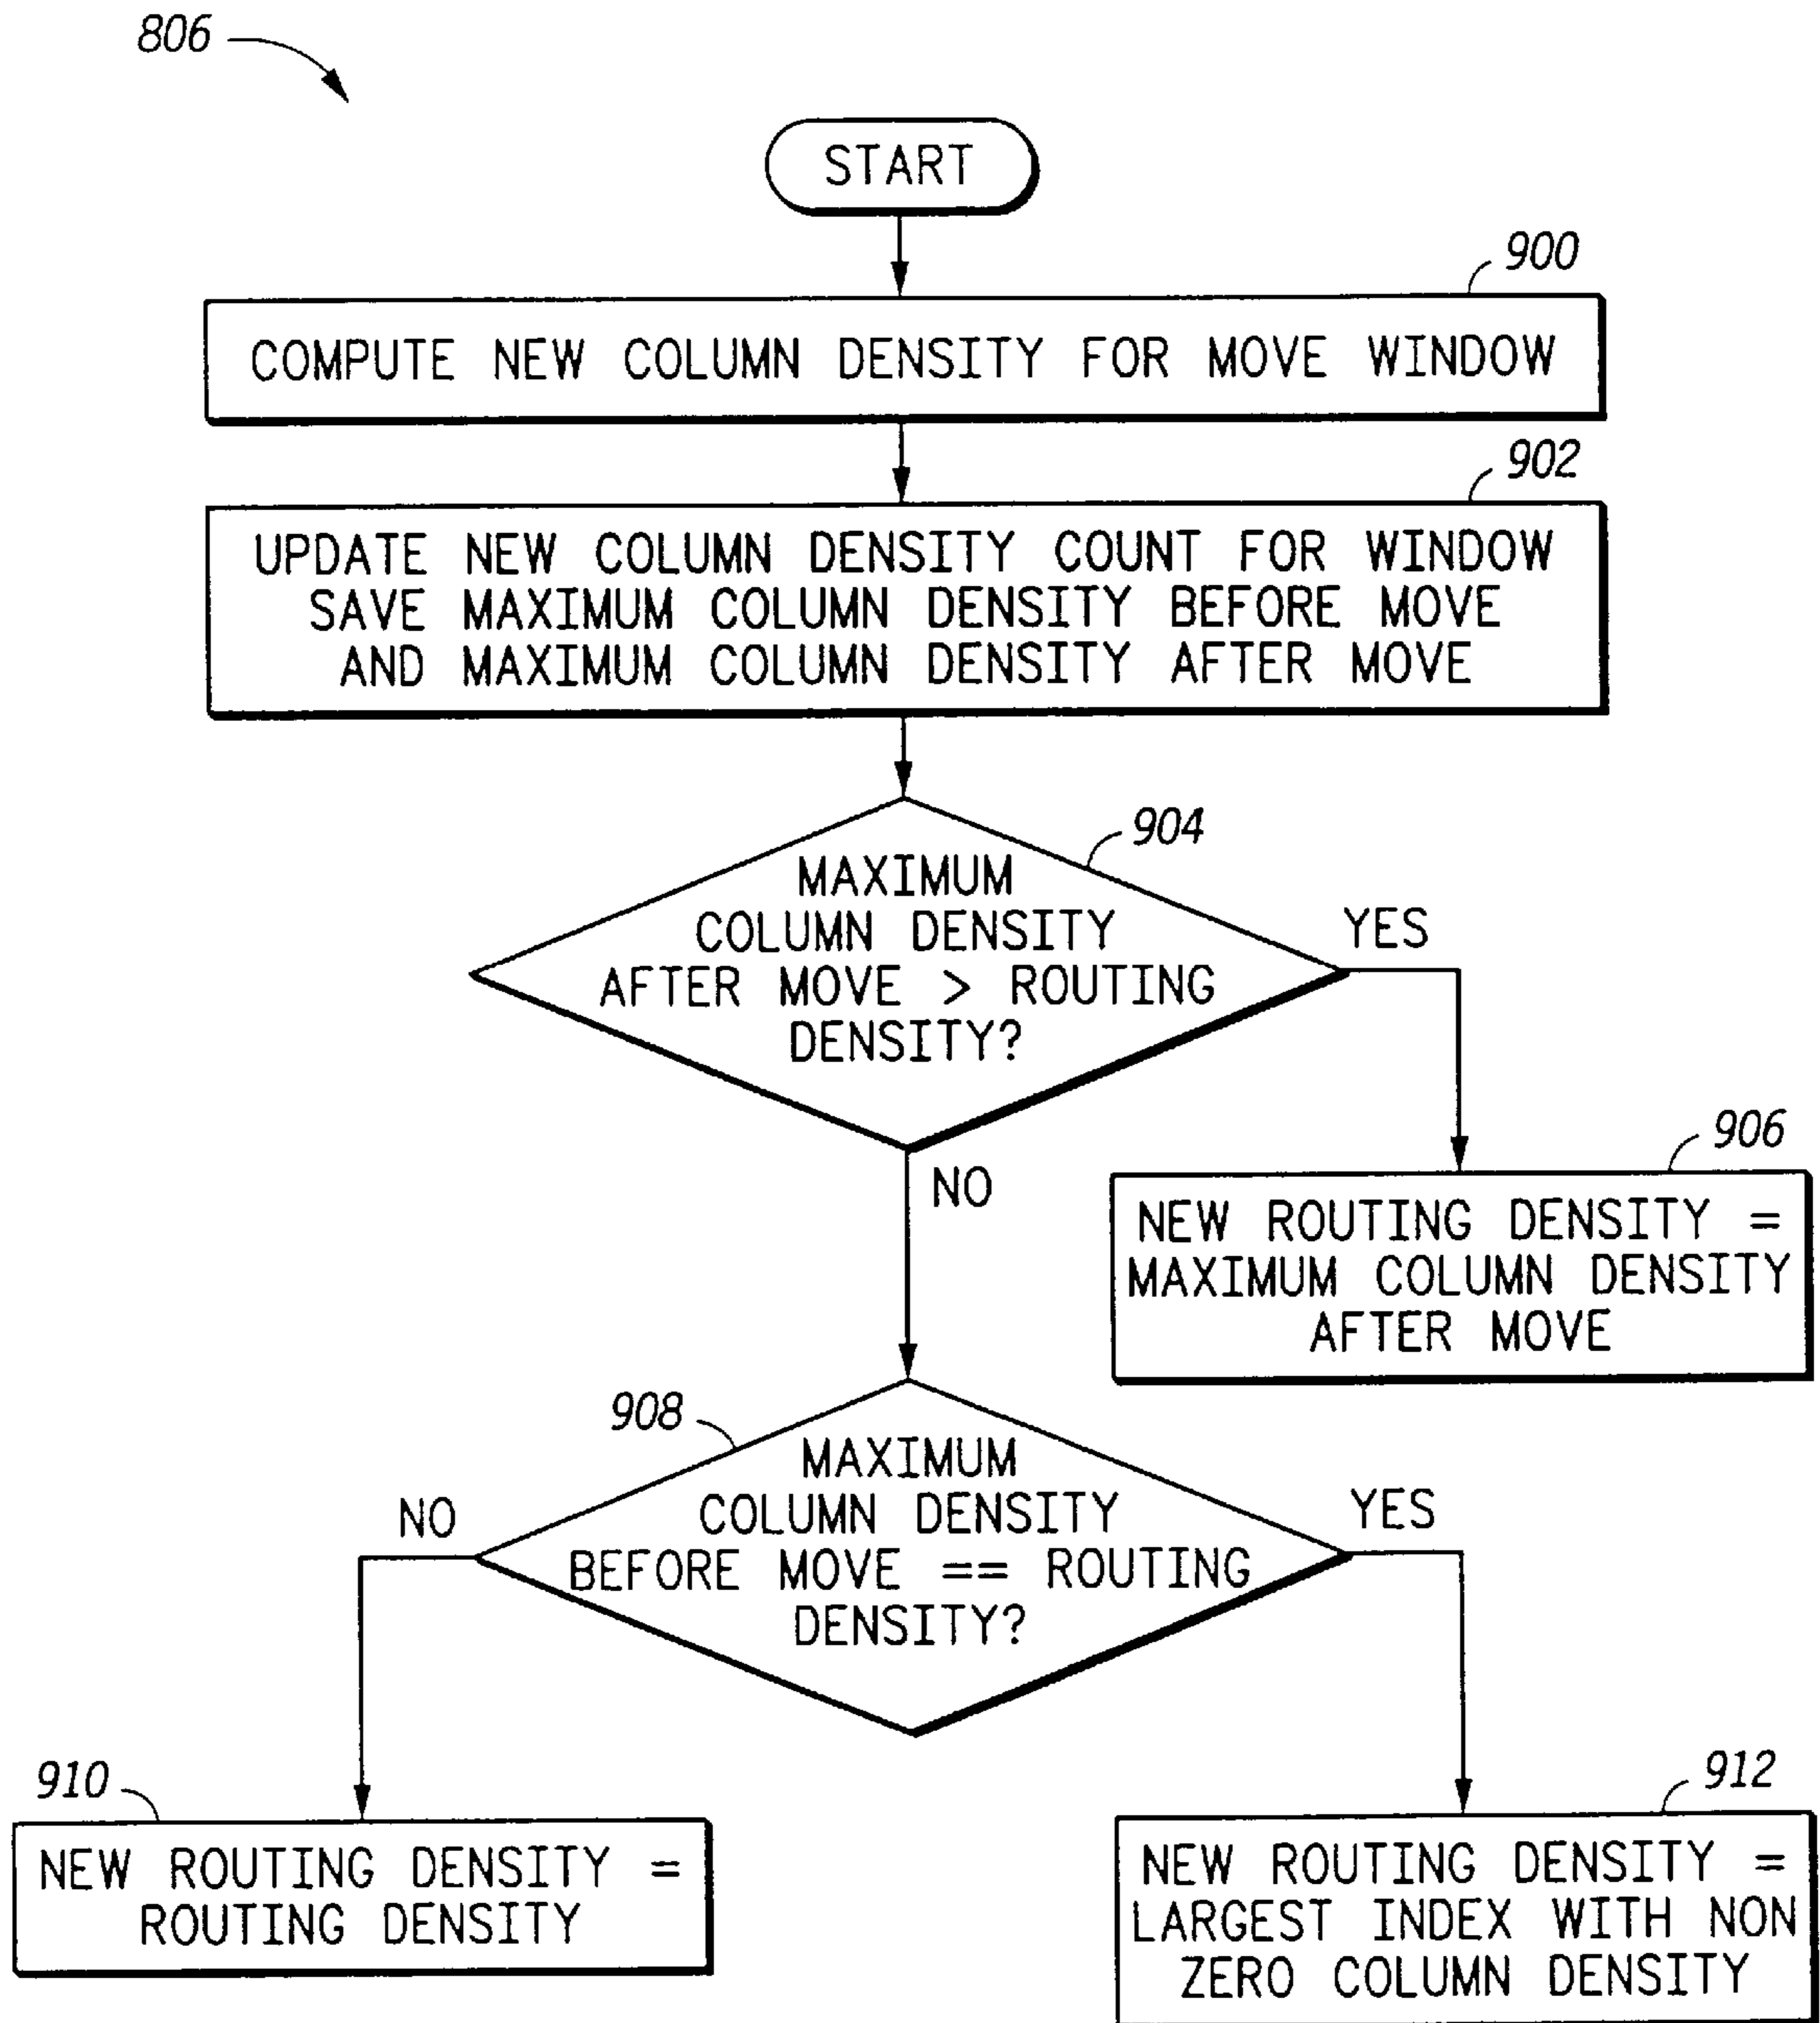 806
START
900
COMPUTE NEW COLUMN DENSITY FOR MOVE WINDOW
902
UPDATE NEW COLUMN DENSITY COUNT FOR WINDOW
SAVE MAXIMUM COLUMN DENSITY BEFORE MOVE
AND MAXIMUM COLUMN DENSITY AFTER MOVE
904
MAXIMUM
COLUMN DENSITY
AFTER MOVE > ROUTING
DENSITY?
YES
NO
906
NEW ROUTING DENSITY =
MAXIMUM COLUMN DENSITY
AFTER MOVE
908
MAXIMUM
COLUMN DENSITY
BEFORE MOVE == ROUTING
DENSITY?
NO
YES
910
NEW ROUTING DENSITY =
ROUTING DENSITY
912
NEW ROUTING DENSITY =
LARGEST INDEX WITH NON
ZERO COLUMN DENSITY